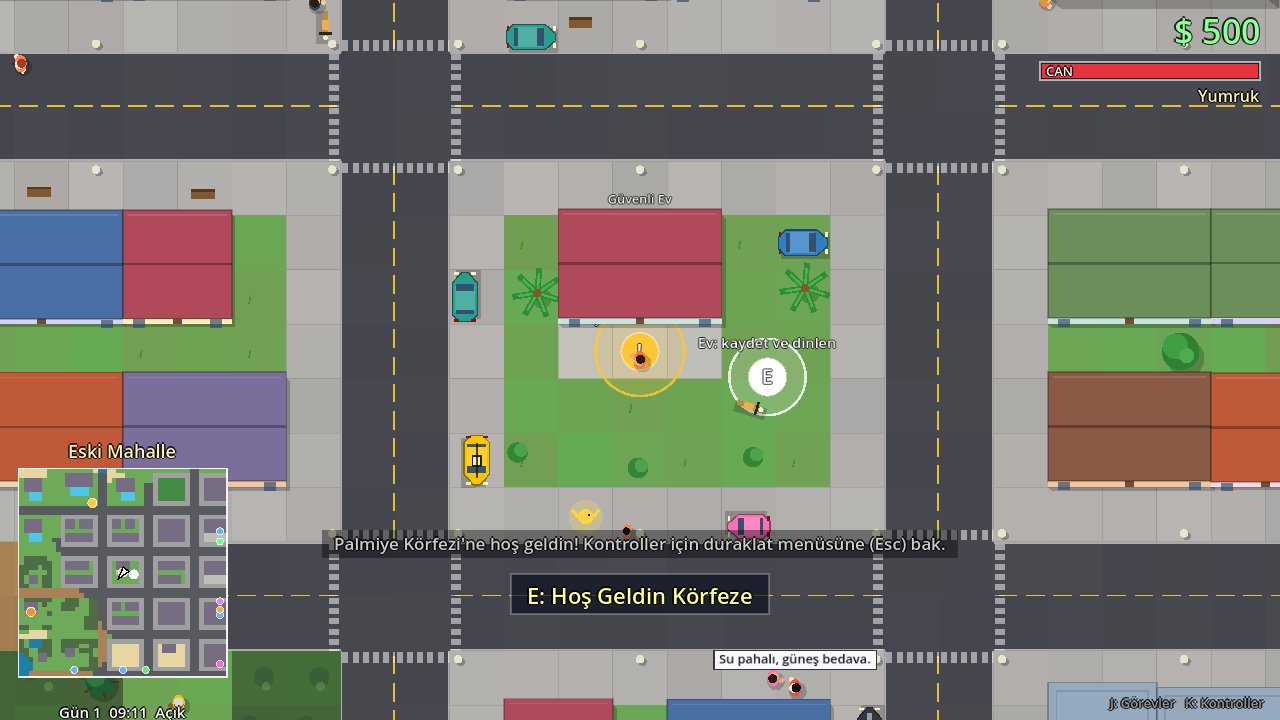 $ 500
CAN
Yumruk
Güvenli Ev
!
Ev: kaydet ve dinlen
E
Eski Mahalle
Palmiye Körfezi'ne hoş geldin! Kontroller için duraklat menüsüne (Esc) bak.
E: Hoş Geldin Körfeze
Su pahalı, güneş bedava.
J: Görevler K: Kontroller
Gün 1 09:11 Açık